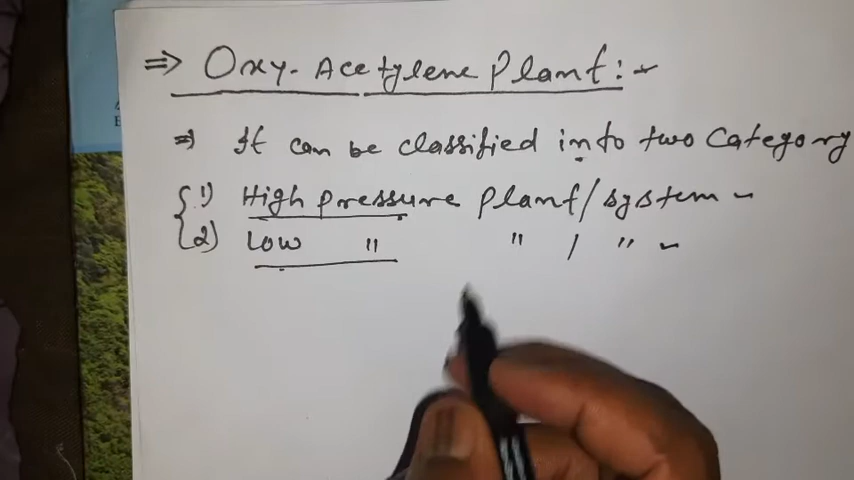 ⇒ Oxy-Acetylene Plant:-
⇒ It can be classified into two Category
1) High pressure plant/system -
2) Low " " / " -